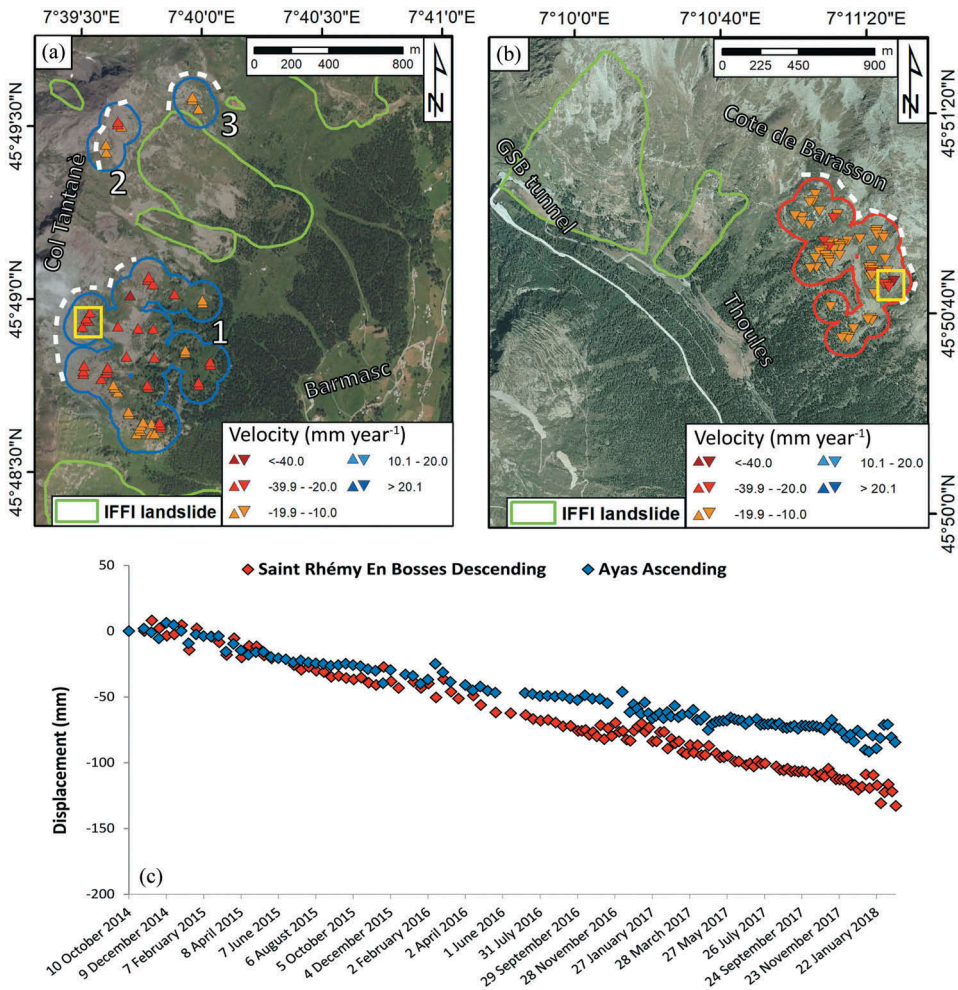 7°39'30"E 7°40'0"E 7°40'30"E 7°41'0"E
(a)
0 200 400 800 m
N
45°49'30"N
45°49'0"N
45°48'30"N
3
2
Col Tantanè
1
Barmasc
Velocity (mm year-1)
<-40.0 10.1 - 20.0
-39.9 - -20.0 > 20.1
-19.9 - -10.0
IFFI landslide
7°10'0"E 7°10'40"E 7°11'20"E
(b)
0 225 450 900 m
N
45°51'20"N
45°50'40"N
45°50'0"N
Cote de Barasson
GSB tunnel
Thoules
Velocity (mm year-1)
<-40.0 10.1 - 20.0
-39.9 - -20.0 > 20.1
-19.9 - -10.0
IFFI landslide
Saint Rhémy En Bosses Descending Ayas Ascending
Displacement (mm)
50
0
-50
-100
-150
-200
(c)
10 October 2014
9 December 2014
7 February 2015
8 April 2015
7 June 2015
6 August 2015
5 October 2015
4 December 2015
2 February 2016
2 April 2016
1 June 2016
31 July 2016
29 September 2016
28 November 2016
27 January 2017
28 March 2017
27 May 2017
26 July 2017
24 September 2017
23 November 2017
22 January 2018